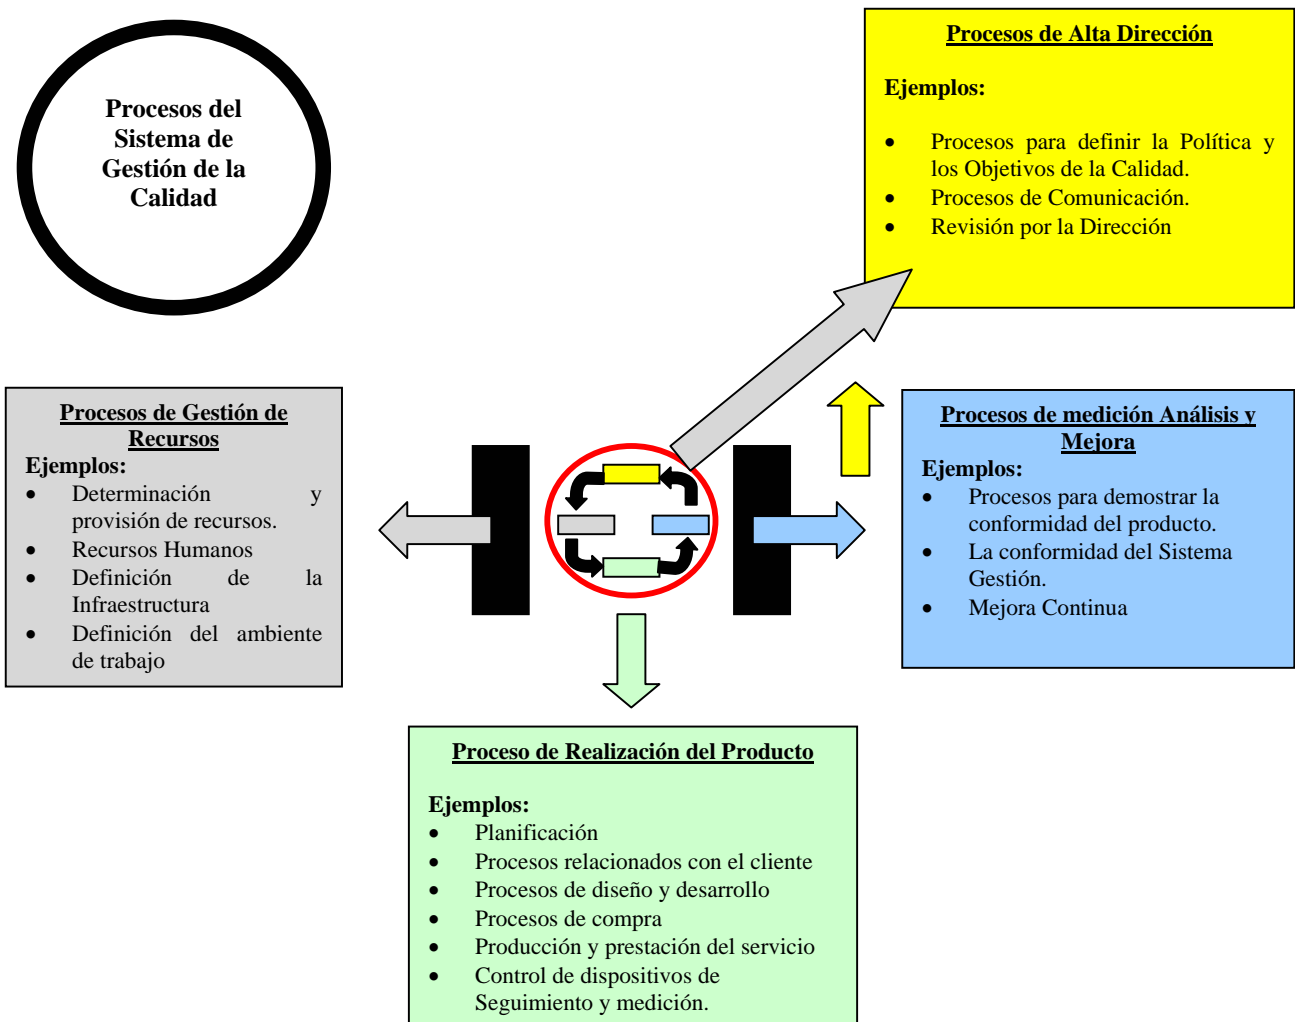 Procesos del
Sistema de
Gestión de la
Calidad
Procesos de Alta Dirección
Ejemplos:
• Procesos para definir la Política y
los Objetivos de la Calidad.
• Procesos de Comunicación.
• Revisión por la Dirección
Procesos de Gestión de
Recursos
Ejemplos:
• Determinación y
provisión de recursos.
• Recursos Humanos
• Definición de la
Infraestructura
• Definición del ambiente
de trabajo
Procesos de medición Análisis y
Mejora
Ejemplos:
• Procesos para demostrar la
conformidad del producto.
• La conformidad del Sistema
Gestión.
• Mejora Continua
Proceso de Realización del Producto
Ejemplos:
• Planificación
• Procesos relacionados con el cliente
• Procesos de diseño y desarrollo
• Procesos de compra
• Producción y prestación del servicio
• Control de dispositivos de
Seguimiento y medición.